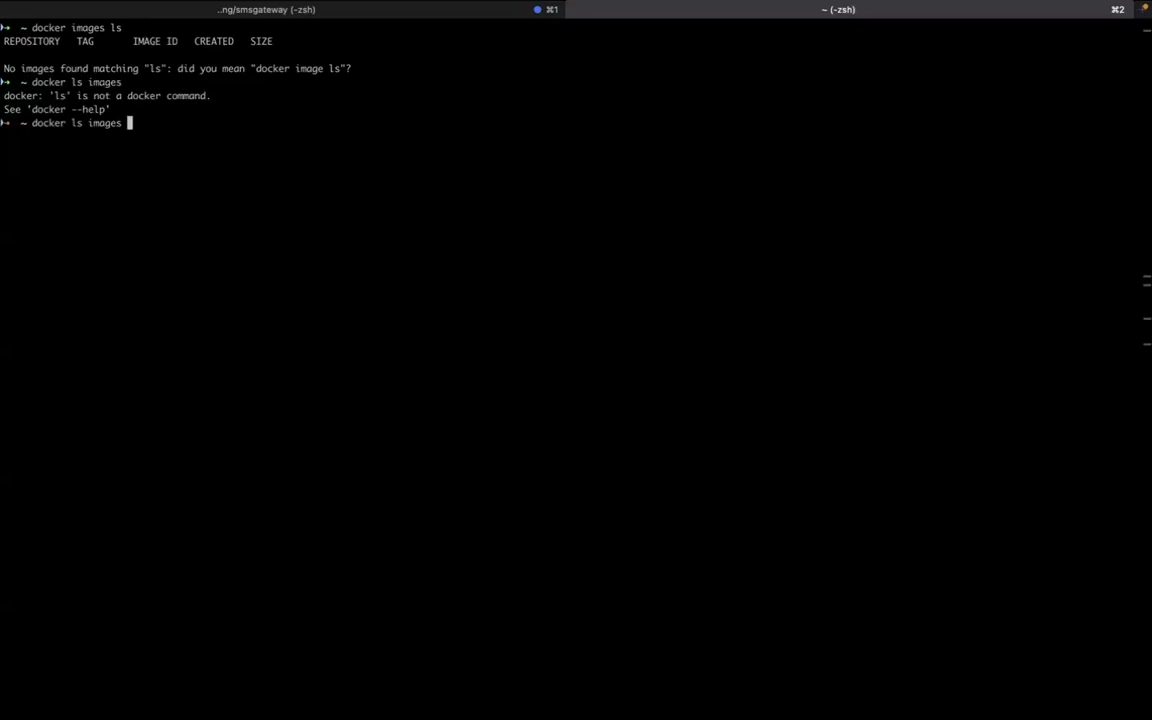 ..ng/smsgateway (-zsh) ⌘1 ~ (-zsh) ⌘2
~ docker images ls
REPOSITORY TAG IMAGE ID CREATED SIZE
No images found matching "ls": did you mean "docker image ls"?
~ docker ls images
docker: 'ls' is not a docker command.
See 'docker --help'
~ docker ls images